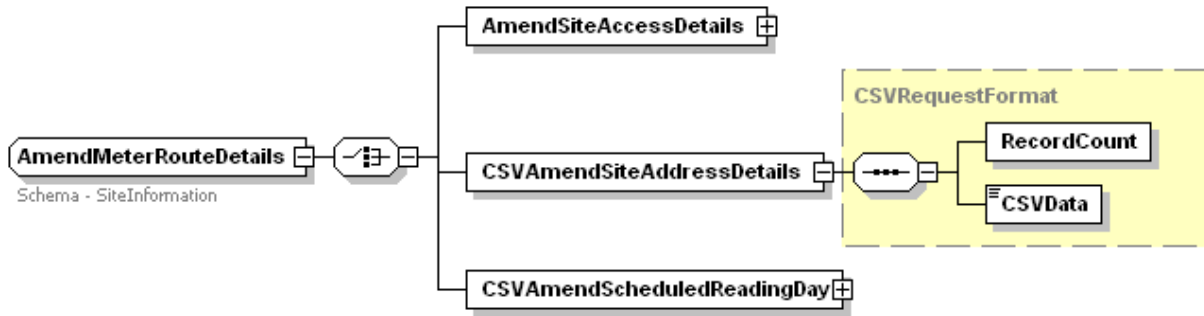 AmendSiteAccessDetails
CSVRequestFormat
AmendMeterRouteDetails
Schema - SiteInformation
CSVAmendSiteAddressDetails
RecordCount
CSVData
CSVAmendScheduledReadingDay